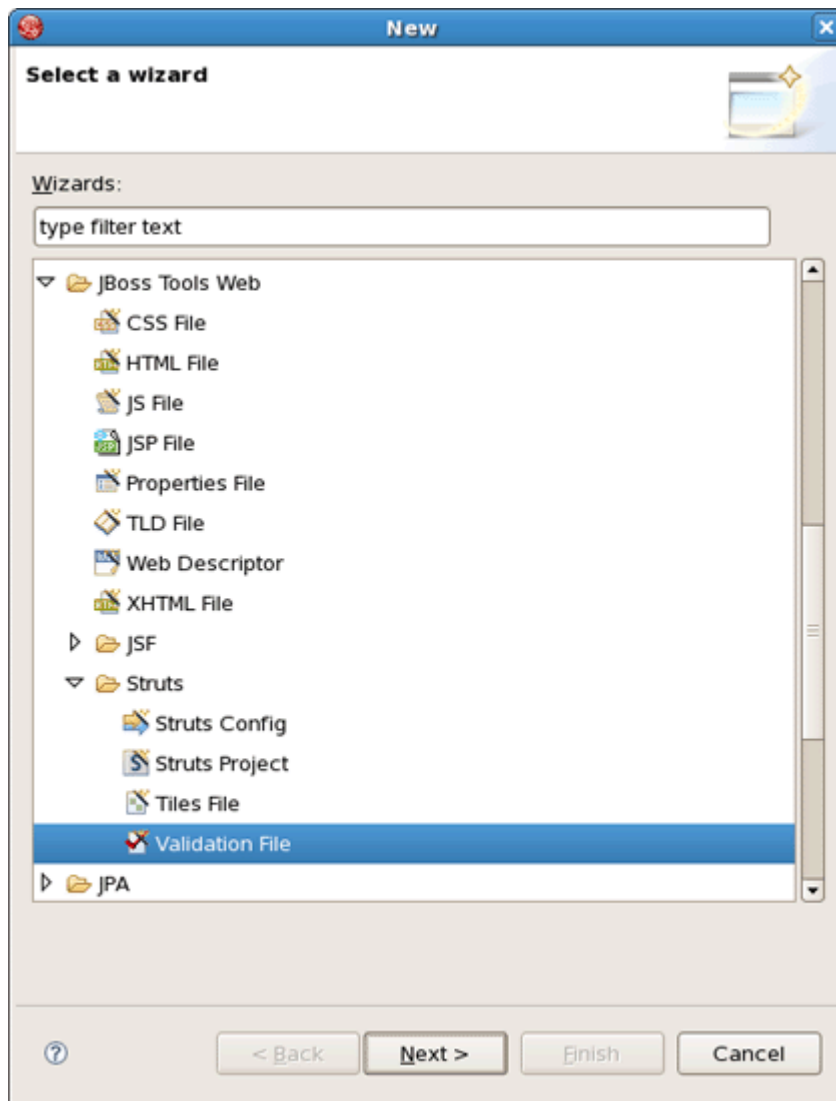 New
Select a wizard
Wizards:
type filter text
JBoss Tools Web
CSS File
HTML File
JS File
JSP File
Properties File
TLD File
Web Descriptor
XHTML File
JSF
Struts
Struts Config
Struts Project
Tiles File
Validation File
JPA
? < Back Next > Finish Cancel